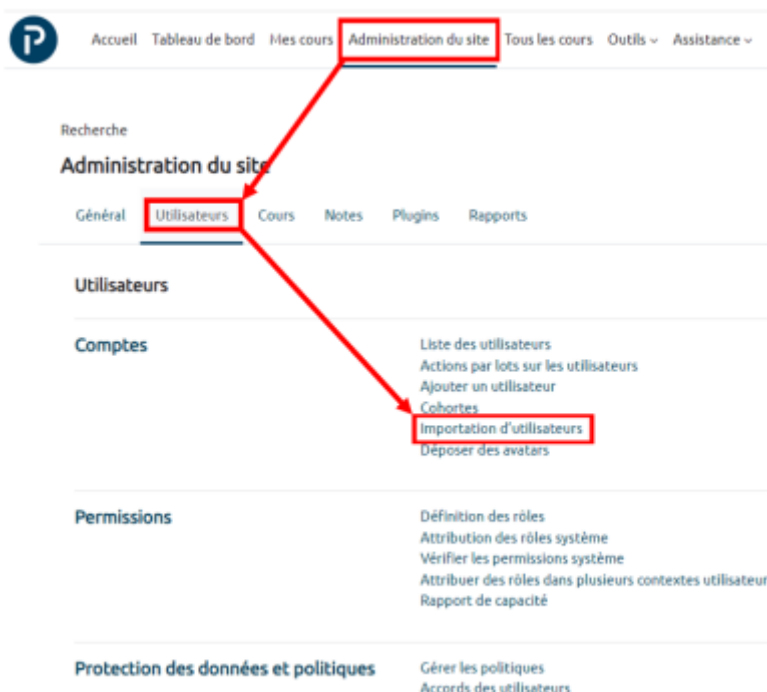 Accueil Tableau de bord Mes cours Administration du site Tous les cours Outils Assistance
Recherche
Administration du site
Général Utilisateurs Cours Notes Plugins Rapports
Utilisateurs
Comptes
Liste des utilisateurs
Actions par lots sur les utilisateurs
Ajouter un utilisateur
Cohortes
Importation d'utilisateurs
Déposer des avatars
Permissions
Définition des rôles
Attribution des rôles système
Vérifier les permissions système
Attribuer des rôles dans plusieurs contextes utilisateur
Rapport de capacité
Protection des données et politiques
Gérer les politiques
Accords des utilisateurs